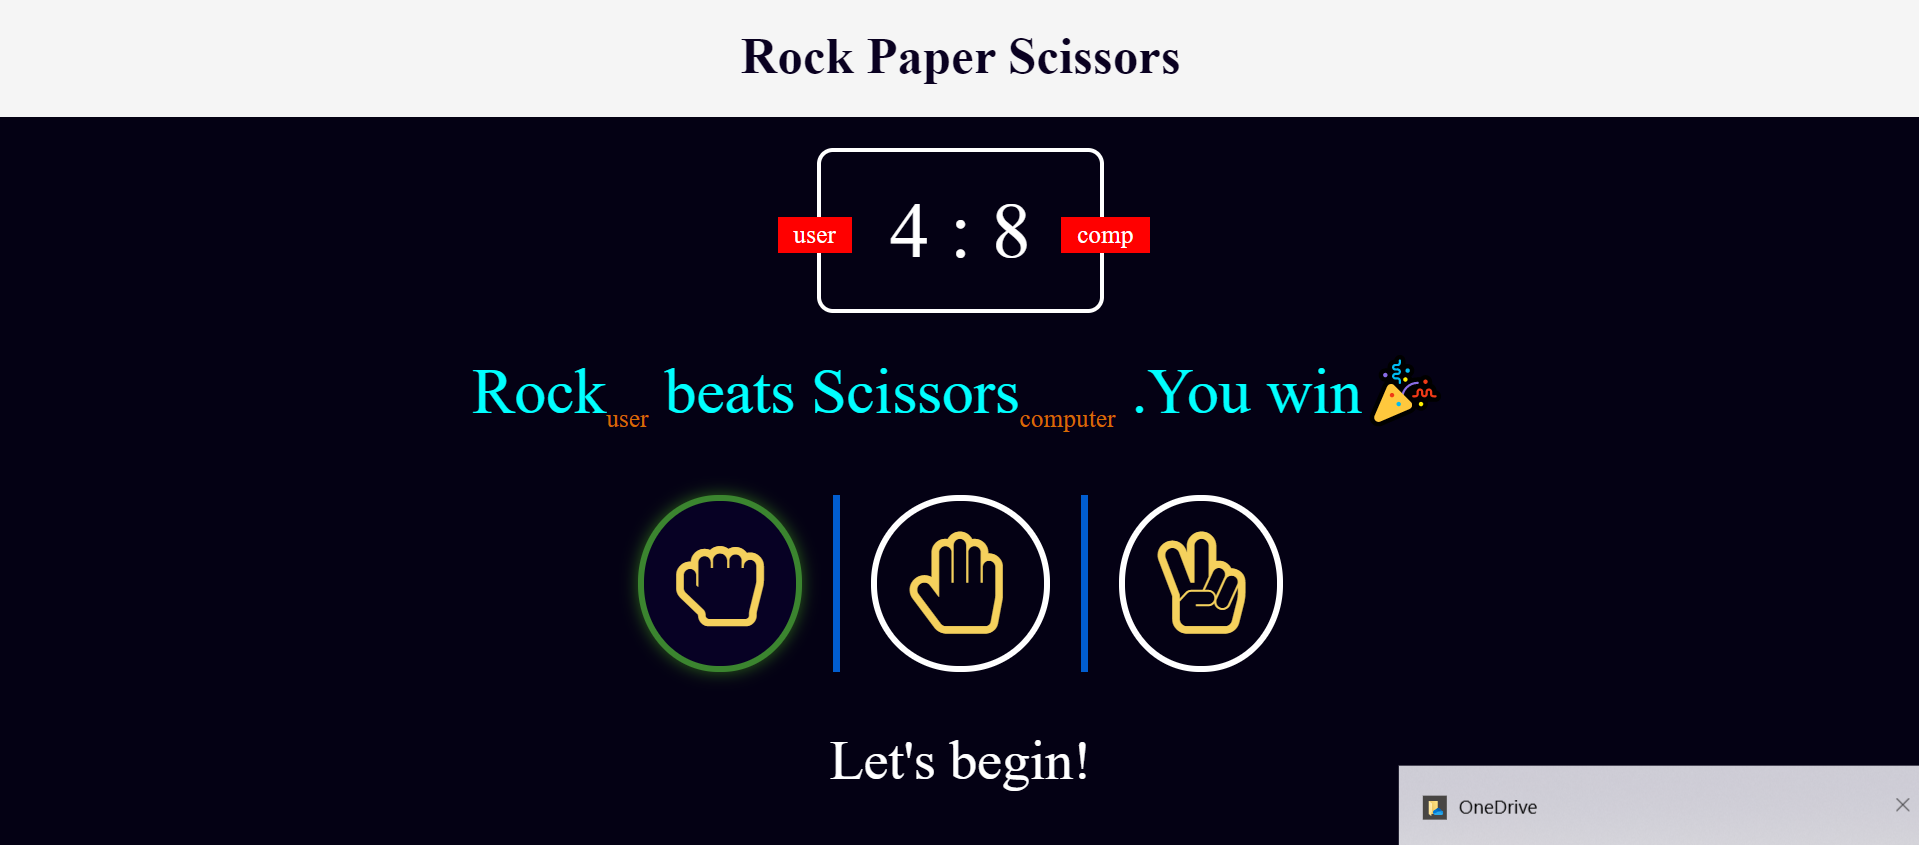 Rock Paper Scissors
user 4 : 8 comp
Rock user beats Scissors computer .You win🎉
Let's begin!
OneDrive